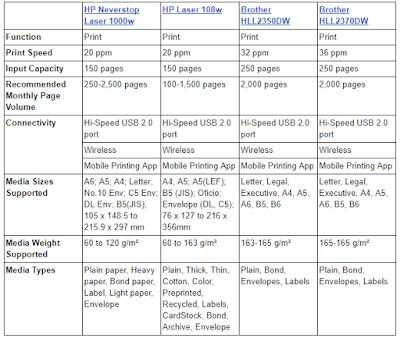 HP Neverstop Laser 1000w	HP Laser 108w	Brother HLL2350DW	Brother HLL2370DW
Function	Print	Print	Print	Print
Print Speed	20 ppm	20 ppm	32 ppm	36 ppm
Input Capacity	150 pages	150 pages	150 pages	150 pages
Recommended Monthly Page Volume	250-2,500 pages	100-1,500 pages	2,000 pages	2,000 pages
Connectivity	Hi-Speed USB 2.0 port	Hi-Speed USB 2.0 port	Hi-Speed USB 2.0 port	Hi-Speed USB 2.0 port
Wireless	Wireless	Wireless	Wireless
Mobile Printing App	Mobile Printing App	Mobile Printing App	Mobile Printing App
Media Sizes Supported	A6; A5; A4; Letter; No.10 Env; C5 Env; DL Env; B5(JIS); 105 x 148.5 to 215.9 x 297 mm	A4; A5; A5(LEF); B5 (JIS); Oficio; Envelope (DL, C5); 76 x 127 to 216 x 356mm	Letter, Legal, Executive, A4, A5, A6, B5, B6	Letter, Legal, Executive, A4, A5, A6, B5, B6
Media Weight Supported	60 to 120 g/m²	60 to 163 g/m²	163-165 g/m²	165-165 g/m²
Media Types	Plain paper, Heavy paper, Bond paper, Label, Light paper, Envelope	Plain, Thick, Thin, Cotton, Color, Preprinted, Recycled, Labels, CardStock, Bond, Archive, Envelope	Plain, Bond, Envelopes, Labels	Plain, Bond, Envelopes, Labels